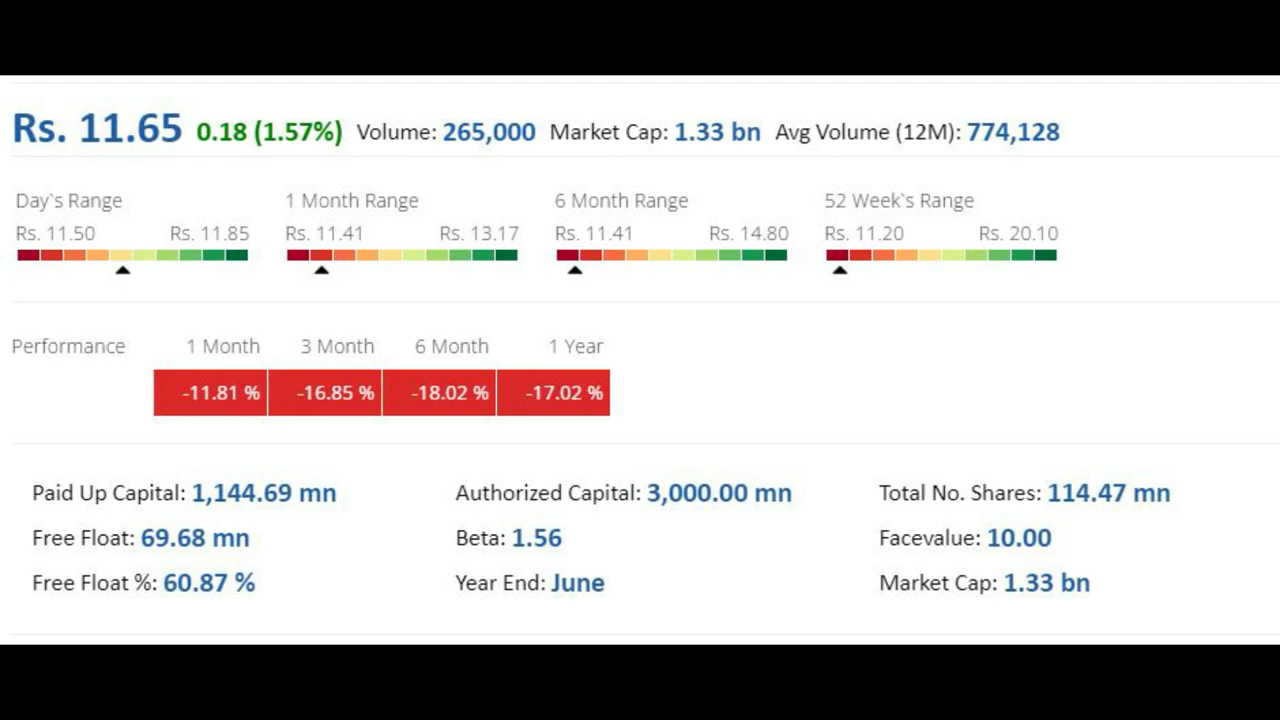 Rs. 11.65 0.18 (1.57%) Volume: 265,000 Market Cap: 1.33 bn Avg Volume (12M): 774,128
Day`s Range 1 Month Range 6 Month Range 52 Week`s Range
Rs. 11.50 Rs. 11.85 Rs. 11.41 Rs. 13.17 Rs. 11.41 Rs. 14.80 Rs. 11.20 Rs. 20.10
Performance 1 Month 3 Month 6 Month 1 Year
-11.81 % -16.85 % -18.02 % -17.02 %
Paid Up Capital: 1,144.69 mn Authorized Capital: 3,000.00 mn Total No. Shares: 114.47 mn
Free Float: 69.68 mn Beta: 1.56 Facevalue: 10.00
Free Float %: 60.87 % Year End: June Market Cap: 1.33 bn